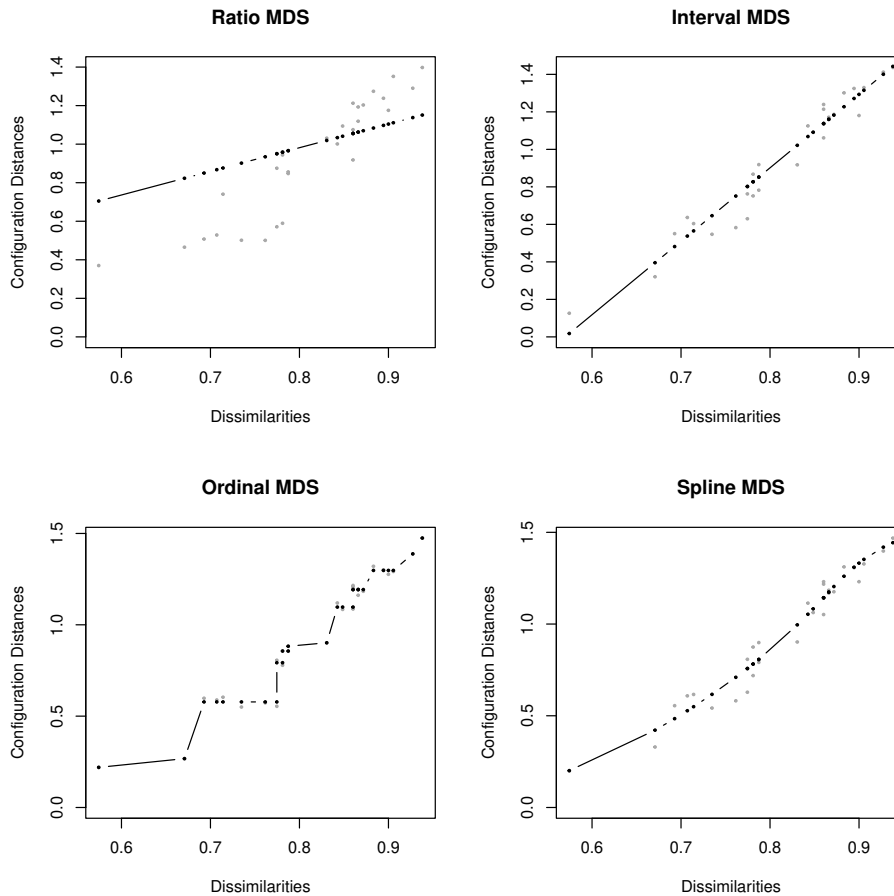 Ratio MDS
Configuration Distances
0.0 0.2 0.4 0.6 0.8 1.0 1.2 1.4
0.6 0.7 0.8 0.9
Dissimilarities
Interval MDS
Configuration Distances
0.0 0.2 0.4 0.6 0.8 1.0 1.2 1.4
0.6 0.7 0.8 0.9
Dissimilarities
Ordinal MDS
Configuration Distances
0.0 0.5 1.0 1.5
0.6 0.7 0.8 0.9
Dissimilarities
Spline MDS
Configuration Distances
0.0 0.5 1.0 1.5
0.6 0.7 0.8 0.9
Dissimilarities